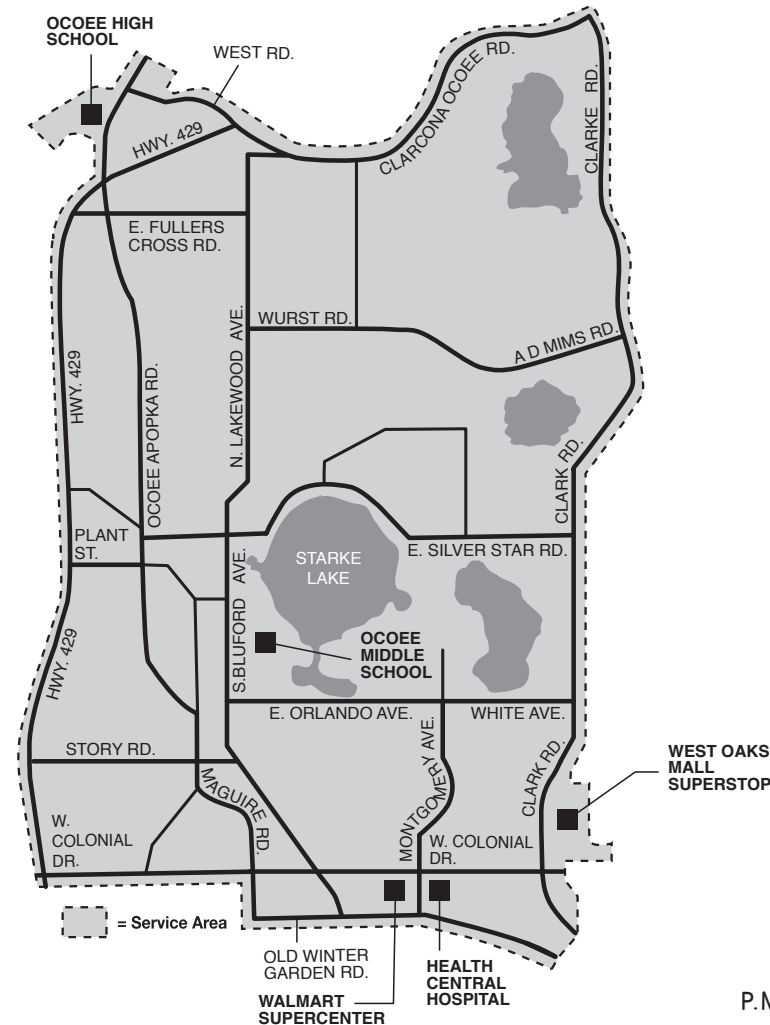 OCOEE HIGH
SCHOOL
WEST RD.
CLARCONA OCOEE RD.
CLARKE RD.
HWY. 429
E. FULLERS
CROSS RD.
WURST RD.
A D MIMS RD.
HWY. 429
OCOEE APOPKA RD.
N. LAKEWOOD AVE.
CLARK RD.
PLANT
ST.
E. SILVER STAR RD.
STARKE
LAKE
S.BLUFORD AVE.
OCOEE
MIDDLE
SCHOOL
HWY. 429
E. ORLANDO AVE.
WHITE AVE.
STORY RD.
MAGUIRE RD.
MONTGOMERY AVE.
CLARK RD.
WEST OAKS
MALL
SUPERSTOP
W.
COLONIAL
DR.
W. COLONIAL
DR.
= Service Area
OLD WINTER
GARDEN RD.
WALMART
SUPERCENTER
HEALTH
CENTRAL
HOSPITAL
P.M